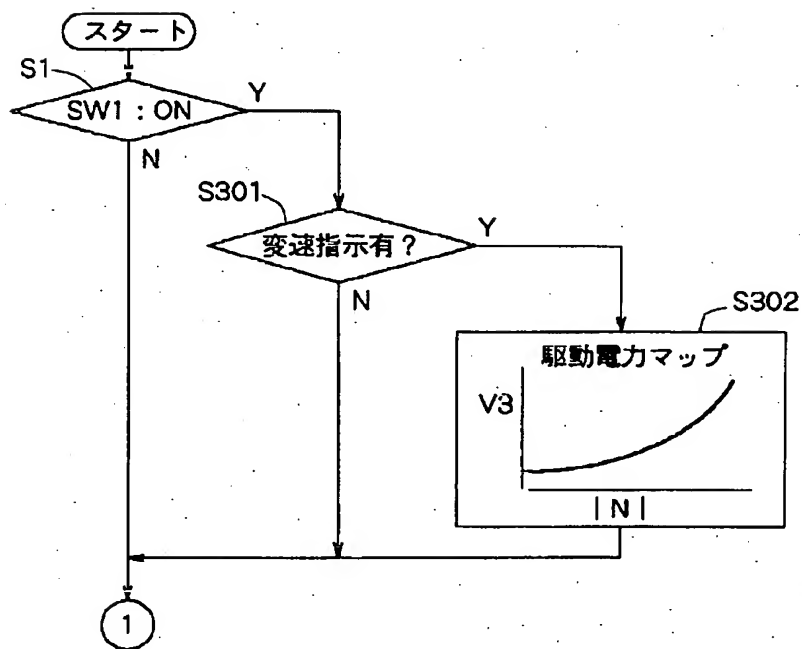 スタート
S1
SW1:ON
Y
N
S301
変速指示有?
Y
N
S302
駆動電力マップ
V3
|N|
1